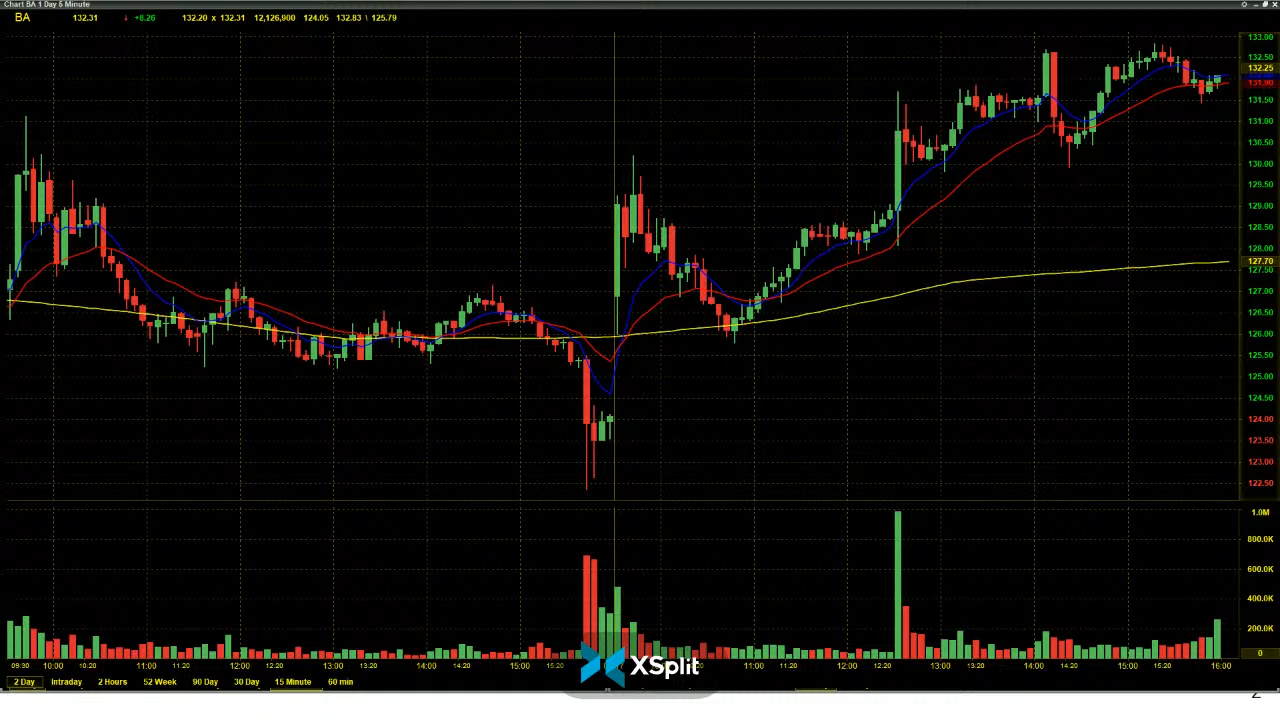 Chart BA 1 Day 5 Minute
BA 132.31 ↓ +8.26 132.20 x 132.31 12,126,900 124.05 132.83 \ 125.79
133.00
132.50
132.25
131.90
131.50
131.00
130.50
130.00
129.50
129.00
128.50
128.00
127.70
127.50
127.00
126.50
126.00
125.50
125.00
124.50
124.00
123.50
123.00
122.50
1.0M
800.0K
600.0K
400.0K
200.0K
0
09:30 10:00 10:20 11:00 11:20 12:00 12:20 13:00 13:20 14:00 14:20 15:00 15:20 11:00 11:20 12:00 12:20 13:00 13:20 14:00 14:20 15:00 15:20 16:00
XSplit
2 Day Intraday 2 Hours 52 Week 90 Day 30 Day 15 Minute 60 min